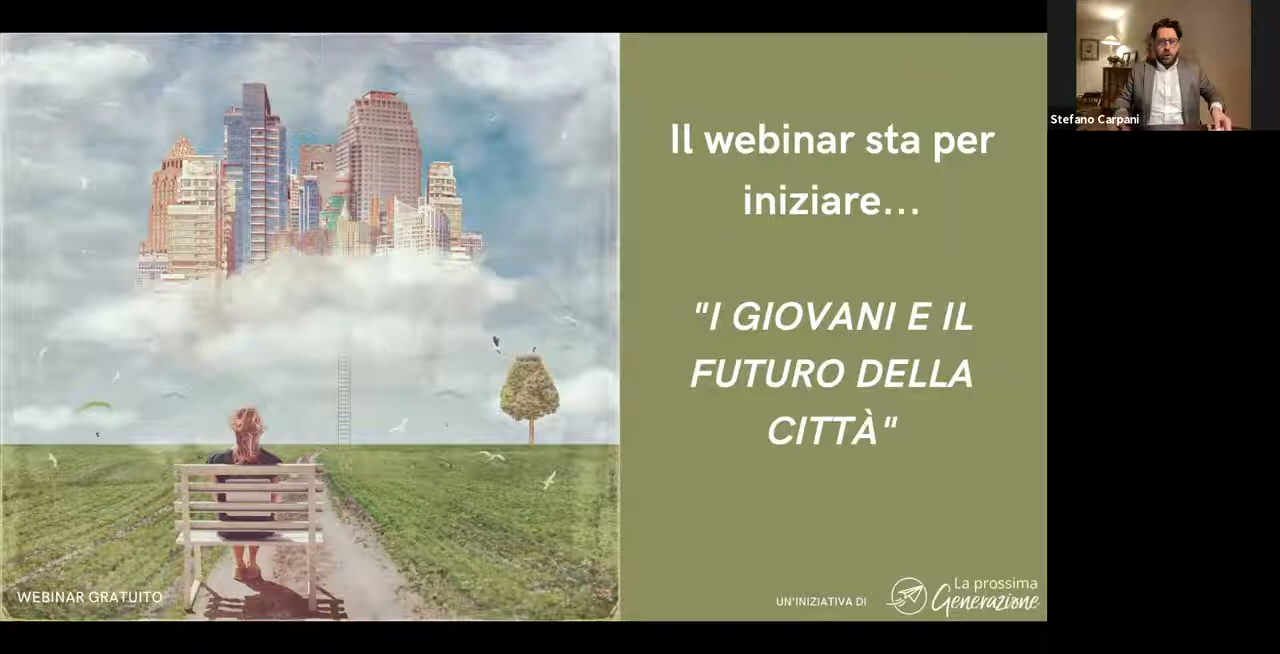 Il webinar sta per
iniziare...
"I GIOVANI E IL
FUTURO DELLA
CITTÀ"
WEBINAR GRATUITO
UN'INIZIATIVA DI
La prossima
Generazione
Stefano Carpani